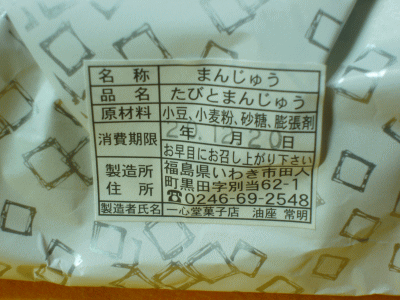 名称 まんじゅう
品名 たびとまんじゅう
原材料 小豆、小麦粉、砂糖、膨張剤
消費期限 2年.12月20日
お早目にお召し上がり下さい
製造所 福島県いわき市田人
住所 町黒田字別当62-1
☎0246-69-2548
製造者氏名 一心堂菓子店 油座 常明